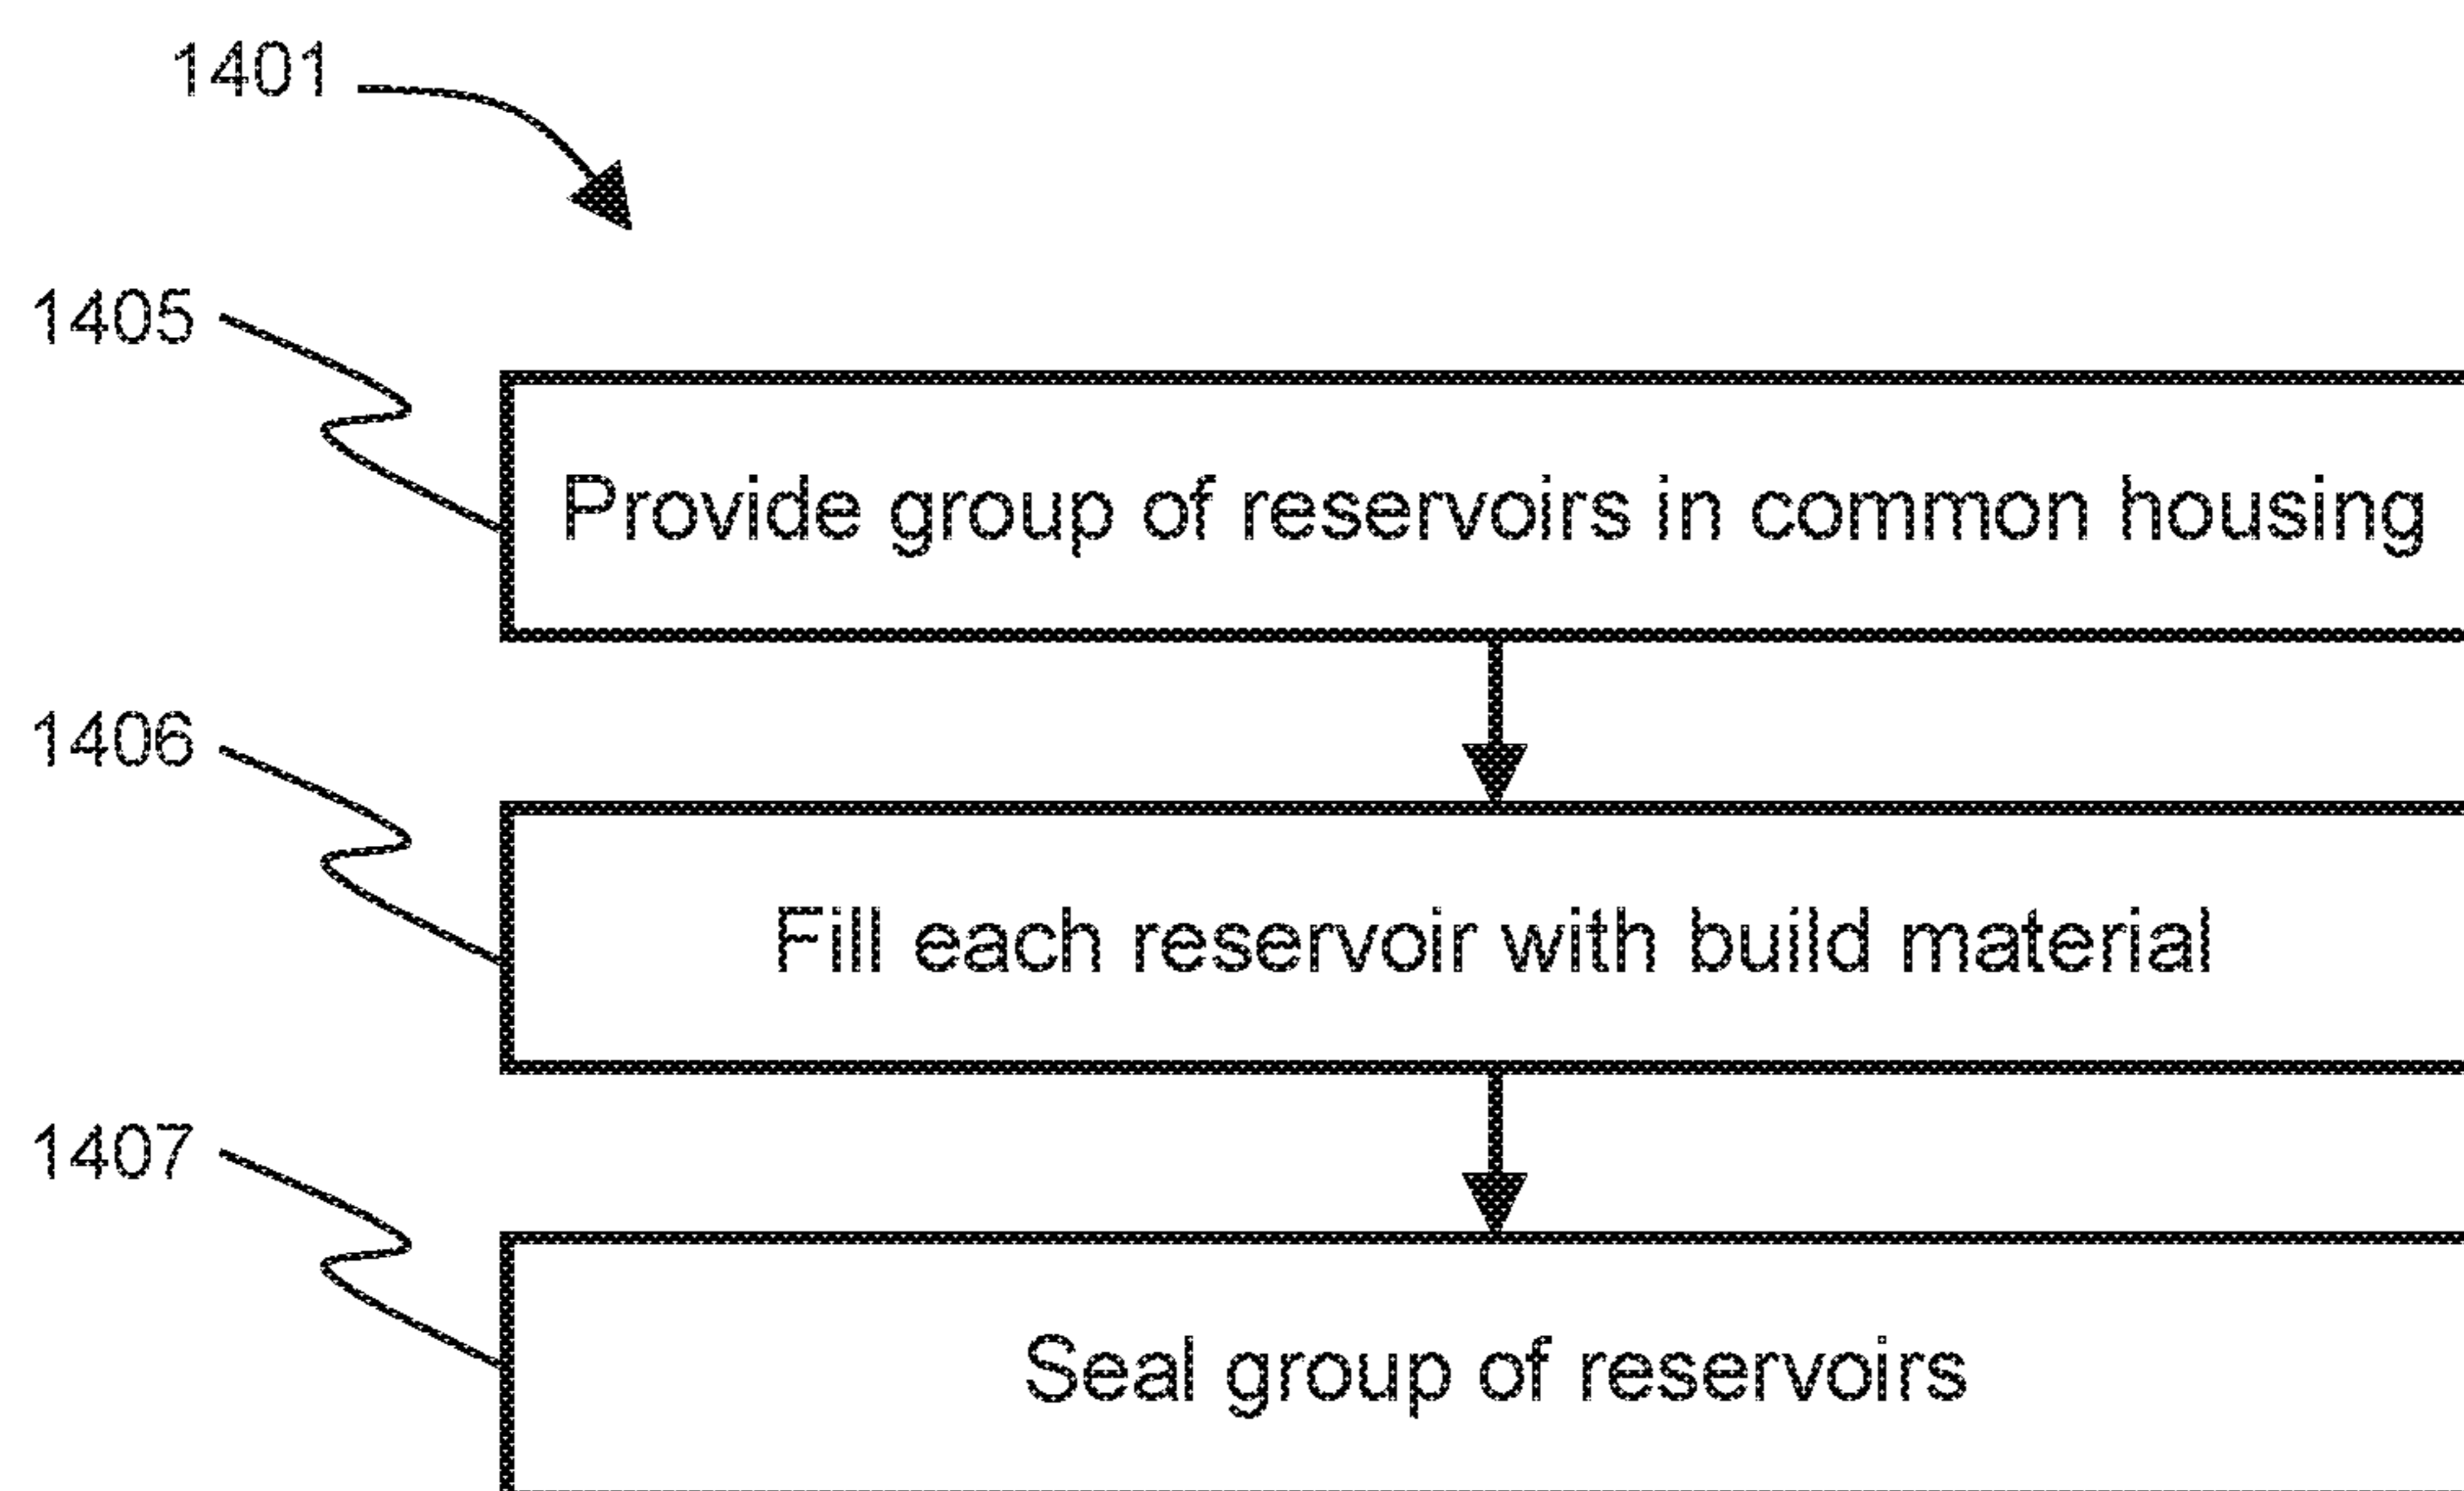 1401
1405
Provide group of reservoirs in common housing
1406
Fill each reservoir with build material
1407
Seal group of reservoirs